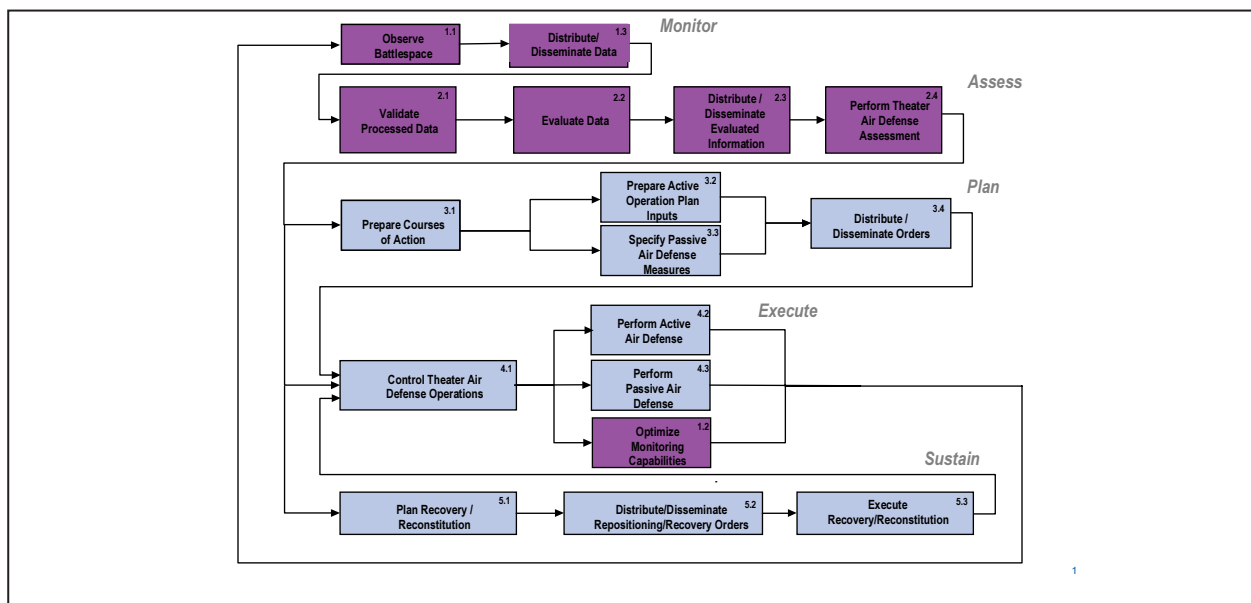 Monitor
1.1
Observe
Battlespace
1.3
Distribute/
Disseminate Data
Assess
2.1
Validate
Processed Data
2.2
Evaluate Data
2.3
Distribute /
Disseminate
Evaluated
Information
2.4
Perform Theater
Air Defense
Assessment
Plan
3.1
Prepare Courses
of Action
3.2
Prepare Active
Operation Plan
Inputs
3.3
Specify Passive
Air Defense
Measures
3.4
Distribute /
Disseminate Orders
Execute
4.1
Control Theater Air
Defense Operations
4.2
Perform Active
Air Defense
4.3
Perform
Passive Air
Defense
1.2
Optimize
Monitoring
Capabilities
Sustain
5.1
Plan Recovery /
Reconstitution
5.2
Distribute/Disseminate
Repositioning/Recovery Orders
5.3
Execute
Recovery/Reconstitution
1